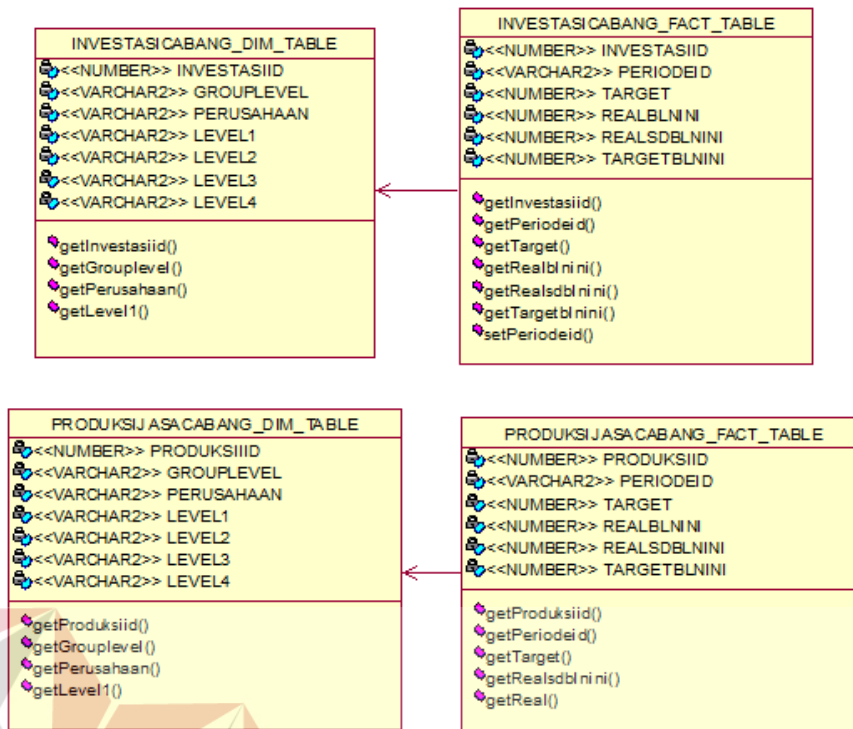 INVESTASICABANG_DIM_TABLE
<<NUMBER>> INVESTASIID
<<VARCHAR2>> GROUPLEVEL
<<VARCHAR2>> PERUSAHAAN
<<VARCHAR2>> LEVEL1
<<VARCHAR2>> LEVEL2
<<VARCHAR2>> LEVEL3
<<VARCHAR2>> LEVEL4
getInvestasiid()
getGrouplevel()
getPerusahaan()
getLevel1()
INVESTASICABANG_FACT_TABLE
<<NUMBER>> INVESTASIID
<<VARCHAR2>> PERIODEID
<<NUMBER>> TARGET
<<NUMBER>> REALBLNINI
<<NUMBER>> REALSDBLNINI
<<NUMBER>> TARGETBLNINI
getInvestasiid()
getPeriodeid()
getTarget()
getRealblnini()
getRealsdblnini()
getTargetblnini()
setPeriodeid()
PRODUKSIJASACABANG_DIM_TABLE
<<NUMBER>> PRODUKSIIID
<<VARCHAR2>> GROUPLEVEL
<<VARCHAR2>> PERUSAHAAN
<<VARCHAR2>> LEVEL1
<<VARCHAR2>> LEVEL2
<<VARCHAR2>> LEVEL3
<<VARCHAR2>> LEVEL4
getProduksiid()
getGrouplevel()
getPerusahaan()
getLevel1()
PRODUKSIJASACABANG_FACT_TABLE
<<NUMBER>> PRODUKSIID
<<VARCHAR2>> PERIODEID
<<NUMBER>> TARGET
<<NUMBER>> REALBLNINI
<<NUMBER>> REALSDBLNINI
<<NUMBER>> TARGETBLNINI
getProduksiid()
getPeriodeid()
getTarget()
getRealsdblnini()
getReal()